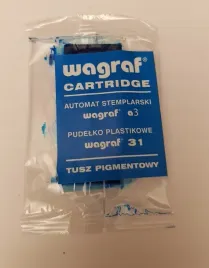 wagraf®
CARTRIDGE
AUTOMAT STEMPLARSKI
wagraf e3
PUDEŁKO PLASTIKOWE
wagraf 31
TUSZ PIGMENTOWY